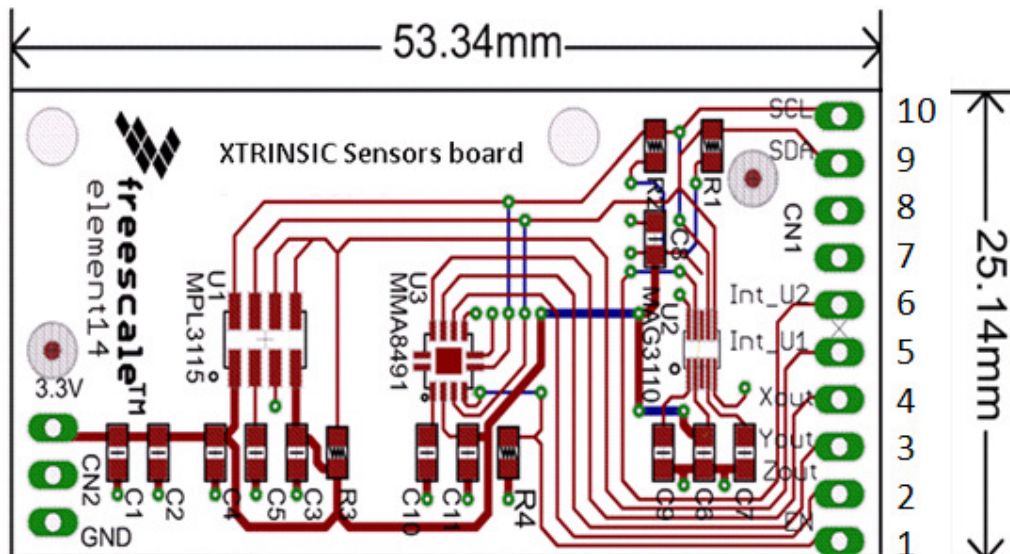 53.34mm
XTRINSIC Sensors board
freescale™
element14
SCL
10
SDA
9
8
CN1
7
R2
R1
C8
25.14mm
U1
MPL3115
U3
MMA8491
U2
MAG3110
Int_U2
6
Int_U1
5
Xout
4
Yout
3
Zout
2
EN
1
3.3V
CN2
GND
C1
C2
C4
C5
C3
R3
C10
C11
R4
C9
C6
C7